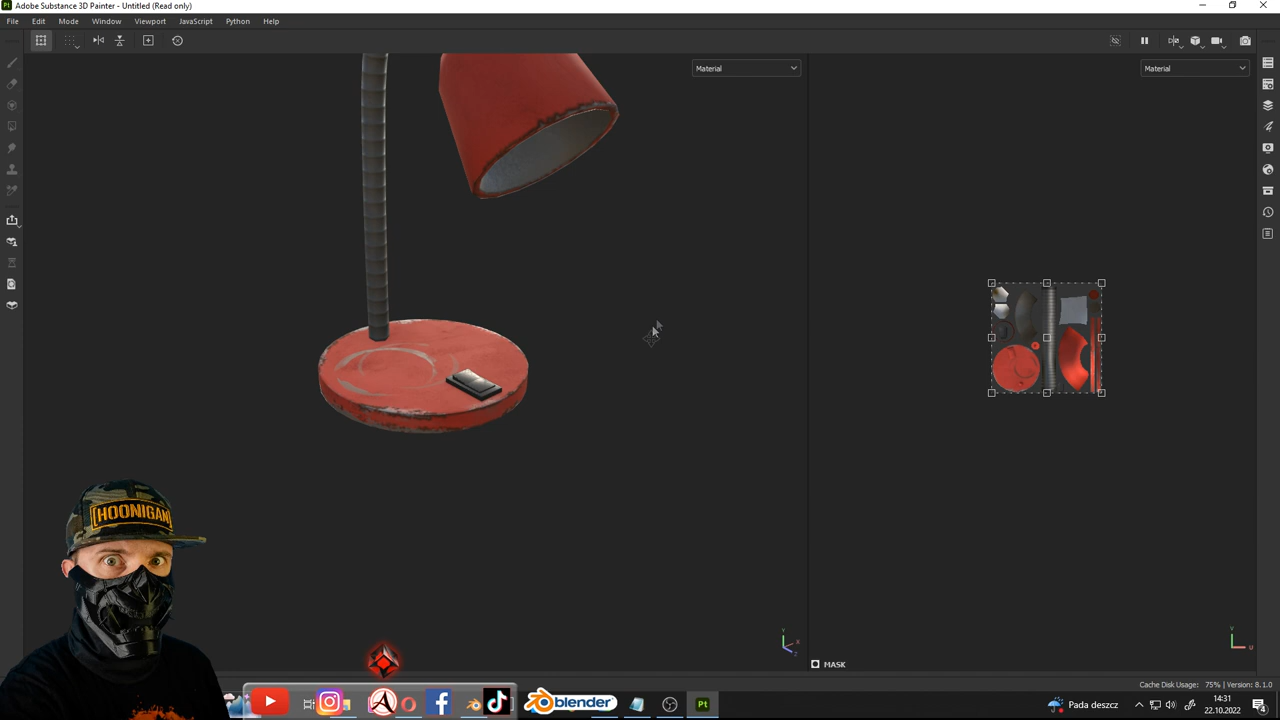 Adobe Substance 3D Painter - Untitled (Read only)
File Edit Mode Window Viewport JavaScript Python Help
Material
Material
[HOONIGAN]
MASK
Cache Disk Usage: 75% | Version: 8.1.0
blender
Pt
Pada deszcz
14:31
22.10.2022